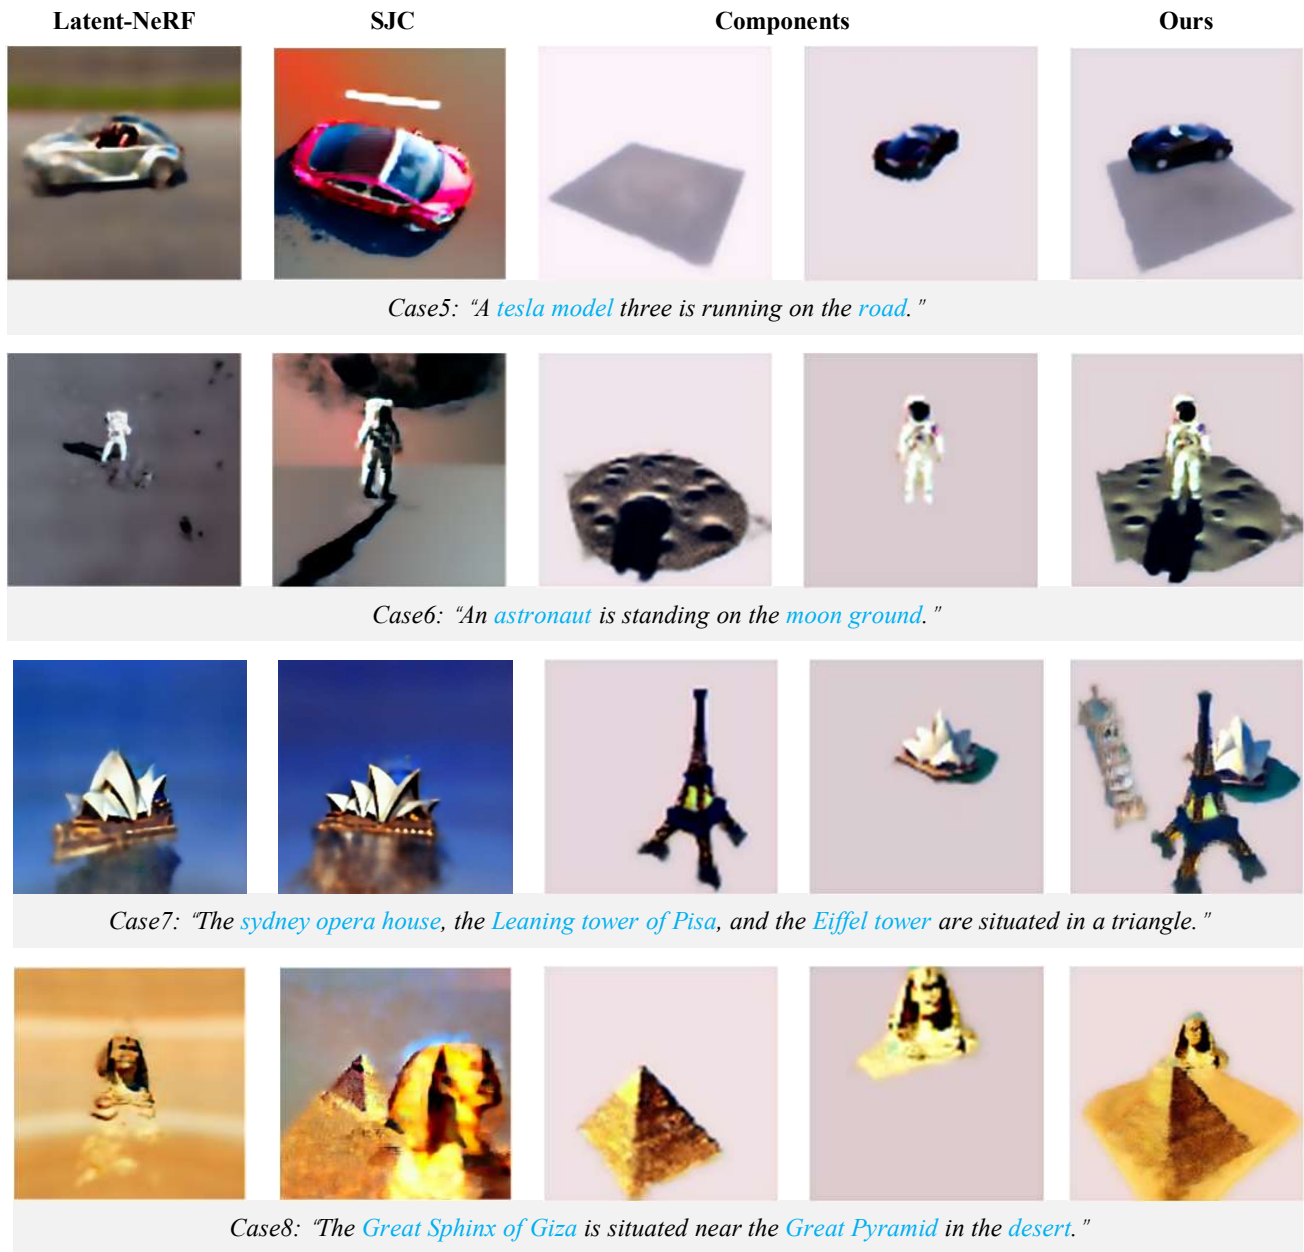 Latent-NeRF SJC Components Ours
Case5: “A tesla model three is running on the road.”
Case6: “An astronaut is standing on the moon ground.”
Case7: “The sydney opera house, the Leaning tower of Pisa, and the Eiffel tower are situated in a triangle.”
Case8: “The Great Sphinx of Giza is situated near the Great Pyramid in the desert.”